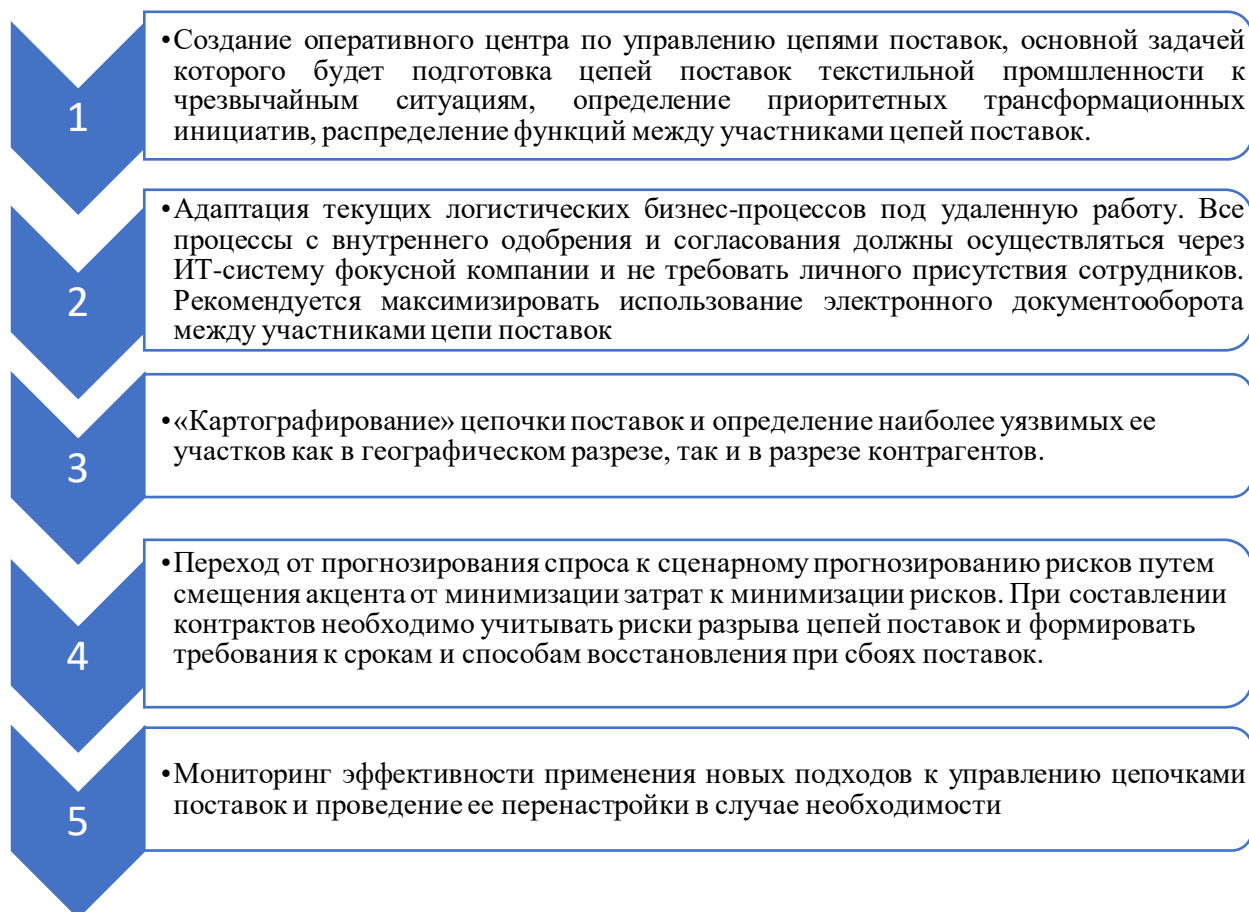 1
•Создание оперативного центра по управлению цепями поставок, основной задачей
которого будет подготовка цепей поставок текстильной промшленности к
чрезвычайным ситуациям, определение приоритетных трансформационных
инициатив, распределение функций между участниками цепей поставок.
2
•Адаптация текущих логистических бизнес-процессов под удаленную работу. Все
процессы с внутреннего одобрения и согласования должны осуществляться через
ИТ-систему фокусной компании и не требовать личного присутствия сотрудников.
Рекомендуется максимизировать использование электронного документооборота
между участниками цепи поставок
3
•«Картографирование» цепочки поставок и определение наиболее уязвимых ее
участков как в географическом разрезе, так и в разрезе контрагентов.
4
•Переход от прогнозирования спроса к сценарному прогнозированию рисков путем
смещения акцента от минимизации затрат к минимизации рисков. При составлении
контрактов необходимо учитывать риски разрыва цепей поставок и формировать
требования к срокам и способам восстановления при сбоях поставок.
5
•Мониторинг эффективности применения новых подходов к управлению цепочками
поставок и проведение ее перенастройки в случае необходимости